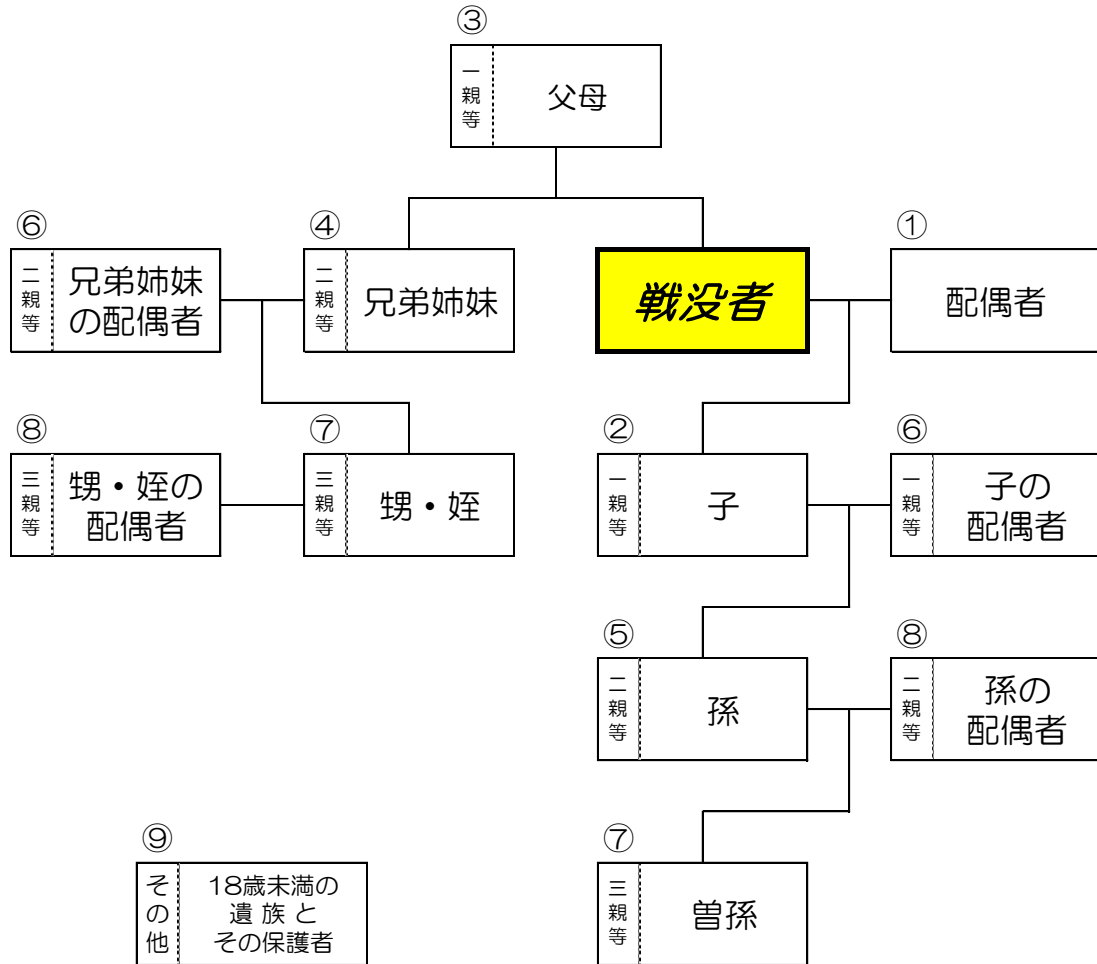 ③
一親等
父母
⑥
④
①
二親等
兄弟姉妹
の配偶者
二親等
兄弟姉妹
戦没者
配偶者
⑧
⑦
②
⑥
三親等
甥・姪の
配偶者
三親等
甥・姪
一親等
子
一親等
子の
配偶者
⑤
⑧
二親等
孫
二親等
孫の
配偶者
⑨
⑦
その他
18歳未満の
遺族と
その保護者
三親等
曽孫